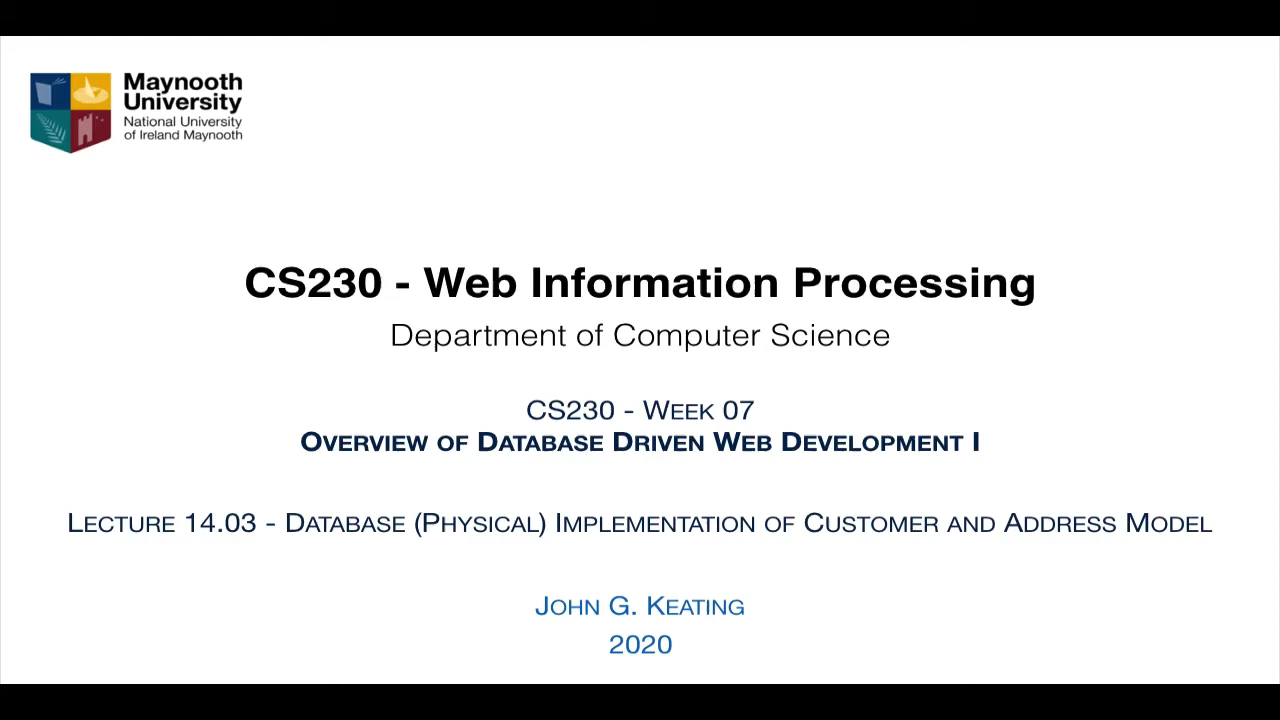 Maynooth
University
National University
of Ireland Maynooth
CS230 - Web Information Processing
Department of Computer Science
CS230 - Week 07
Overview of Database Driven Web Development I
Lecture 14.03 - Database (Physical) Implementation of Customer and Address Model
John G. Keating
2020